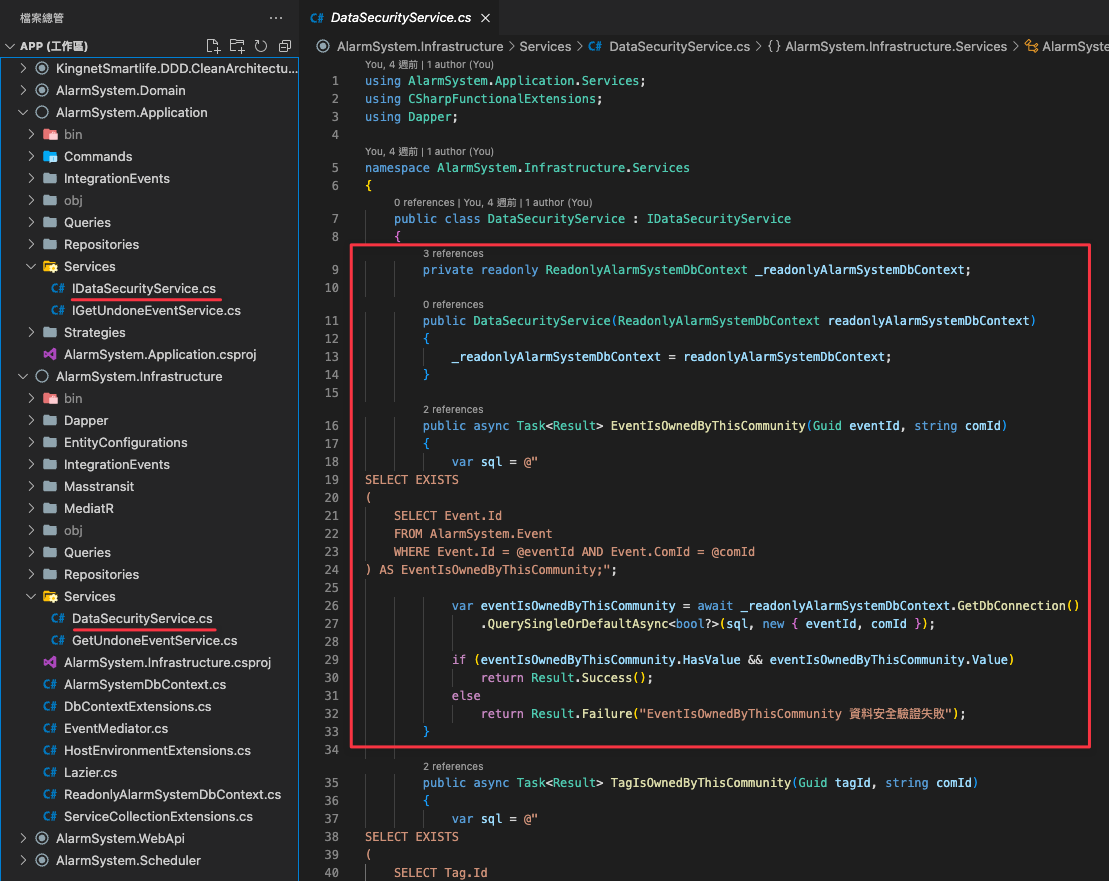 檔案總管
APP (工作區)
KingnetSmartlife.DDD.CleanArchitectu...
AlarmSystem.Domain
AlarmSystem.Application
bin
Commands
IntegrationEvents
obj
Queries
Repositories
Services
C# IDataSecurityService.cs
C# IGetUndoneEventService.cs
Strategies
AlarmSystem.Application.csproj
AlarmSystem.Infrastructure
bin
Dapper
EntityConfigurations
IntegrationEvents
Masstransit
MediatR
obj
Queries
Repositories
Services
C# DataSecurityService.cs
C# GetUndoneEventService.cs
AlarmSystem.Infrastructure.csproj
C# AlarmSystemDbContext.cs
C# DbContextExtensions.cs
C# EventMediator.cs
C# HostEnvironmentExtensions.cs
C# Lazier.cs
C# ReadonlyAlarmSystemDbContext.cs
C# ServiceCollectionExtensions.cs
AlarmSystem.WebApi
AlarmSystem.Scheduler
C# DataSecurityService.cs
AlarmSystem.Infrastructure > Services > C# DataSecurityService.cs > {} AlarmSystem.Infrastructure.Services > AlarmSyste
You, 4 週前 | 1 author (You)
1 using AlarmSystem.Application.Services;
2 using CSharpFunctionalExtensions;
3 using Dapper;
4
You, 4 週前 | 1 author (You)
5 namespace AlarmSystem.Infrastructure.Services
6 {
0 references | You, 4 週前 | 1 author (You)
7 public class DataSecurityService : IDataSecurityService
8 {
3 references
9 private readonly ReadonlyAlarmSystemDbContext _readonlyAlarmSystemDbContext;
10
0 references
11 public DataSecurityService(ReadonlyAlarmSystemDbContext readonlyAlarmSystemDbContext)
12 {
13 _readonlyAlarmSystemDbContext = readonlyAlarmSystemDbContext;
14 }
15
2 references
16 public async Task<Result> EventIsOwnedByThisCommunity(Guid eventId, string comId)
17 {
18 var sql = @"
19 SELECT EXISTS
20 (
21 SELECT Event.Id
22 FROM AlarmSystem.Event
23 WHERE Event.Id = @eventId AND Event.ComId = @comId
24 ) AS EventIsOwnedByThisCommunity;";
25
26 var eventIsOwnedByThisCommunity = await _readonlyAlarmSystemDbContext.GetDbConnection()
27 .QuerySingleOrDefaultAsync<bool?>(sql, new { eventId, comId });
28
29 if (eventIsOwnedByThisCommunity.HasValue && eventIsOwnedByThisCommunity.Value)
30 return Result.Success();
31 else
32 return Result.Failure("EventIsOwnedByThisCommunity 資料安全驗證失敗");
33 }
34
2 references
35 public async Task<Result> TagIsOwnedByThisCommunity(Guid tagId, string comId)
36 {
37 var sql = @"
38 SELECT EXISTS
39 (
40 SELECT Tag.Id